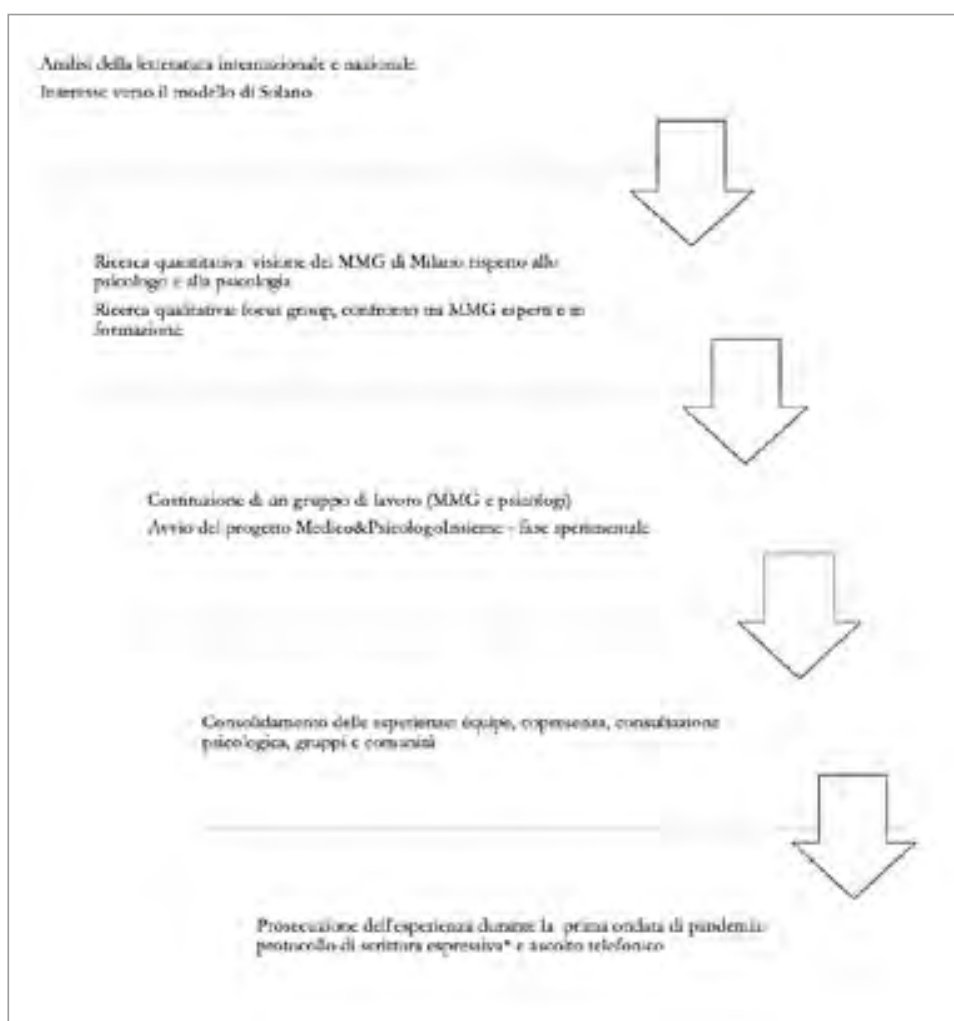 Analisi della letteratura internazionale e nazionale
Interesse verso il modello di Solano
Ricerca quantitativa: visione dei MMG di Milano rispetto allo
psicologo e alla psicologia
Ricerca qualitativa: focus group, confronto tra MMG esperti e in
formazione
Costituzione di un gruppo di lavoro (MMG e psicologi)
Avvio del progetto Medico&PsicologoInsieme - fase sperimentale
Consolidamento delle esperienze: équipe, copresenza, consultazione
psicologica, gruppi e comunità
Prosecuzione dell'esperienza durante la prima ondata di pandemia:
protocollo di scrittura espressiva* e ascolto telefonico